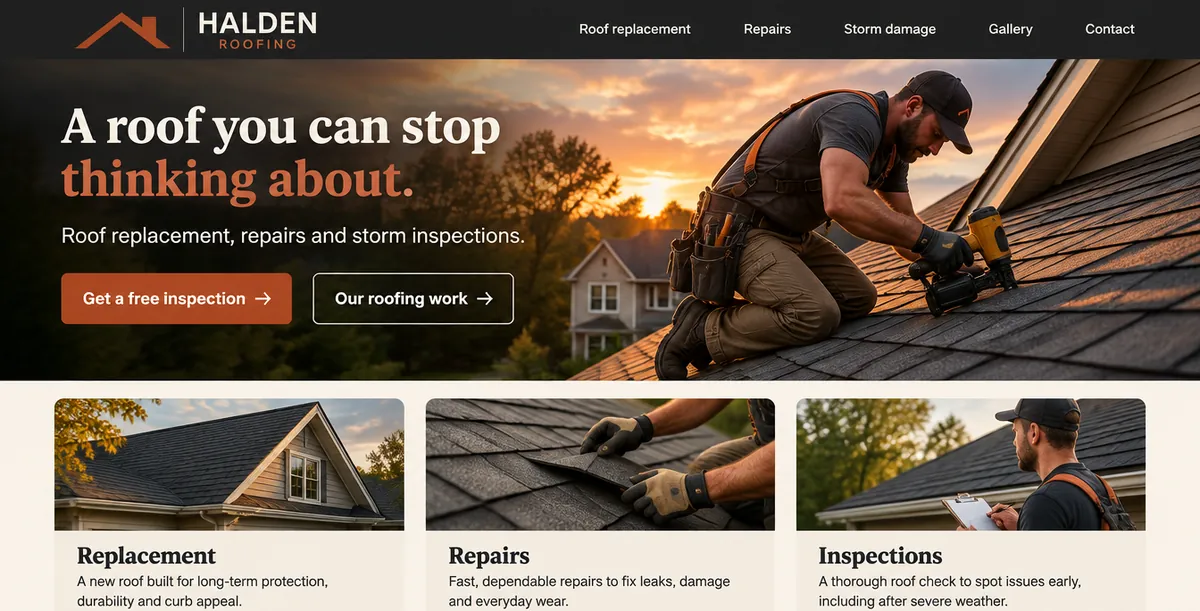 HALDEN
ROOFING
Roof replacement
Repairs
Storm damage
Gallery
Contact
A roof you can stop
thinking about.
Roof replacement, repairs and storm inspections.
Get a free inspection →
Our roofing work →
Replacement
A new roof built for long-term protection,
durability and curb appeal.
Repairs
Fast, dependable repairs to fix leaks, damage
and everyday wear.
Inspections
A thorough roof check to spot issues early,
including after severe weather.